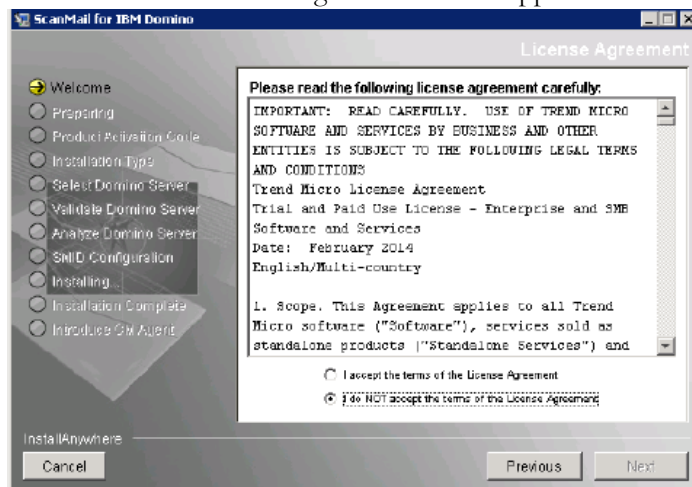 ScanMail for IBM Domino
License Agreement
Welcome
Preparing
Product Activation Code
Installation Type
Select Domino Server
Validate Domino Server
Analyze Domino Server
SMID Configuration
Installing...
Installation Complete
Introduce CM Agent
Please read the following license agreement carefully:
IMPORTANT: READ CAREFULLY. USE OF TREND MICRO
SOFTWARE AND SERVICES BY BUSINESS AND OTHER
ENTITIES IS SUBJECT TO THE FOLLOWING LEGAL TERMS
AND CONDITIONS
Trend Micro License Agreement
Trial and Paid Use License - Enterprise and SMB
Software and Services
Date: February 2014
English/Multi-country
1. Scope. This Agreement applies to all Trend
Micro software ("Software"), services sold as
standalone products ("Standalone Services") and
I accept the terms of the License Agreement
I do NOT accept the terms of the License Agreement
InstallAnywhere
Cancel
Previous
Next